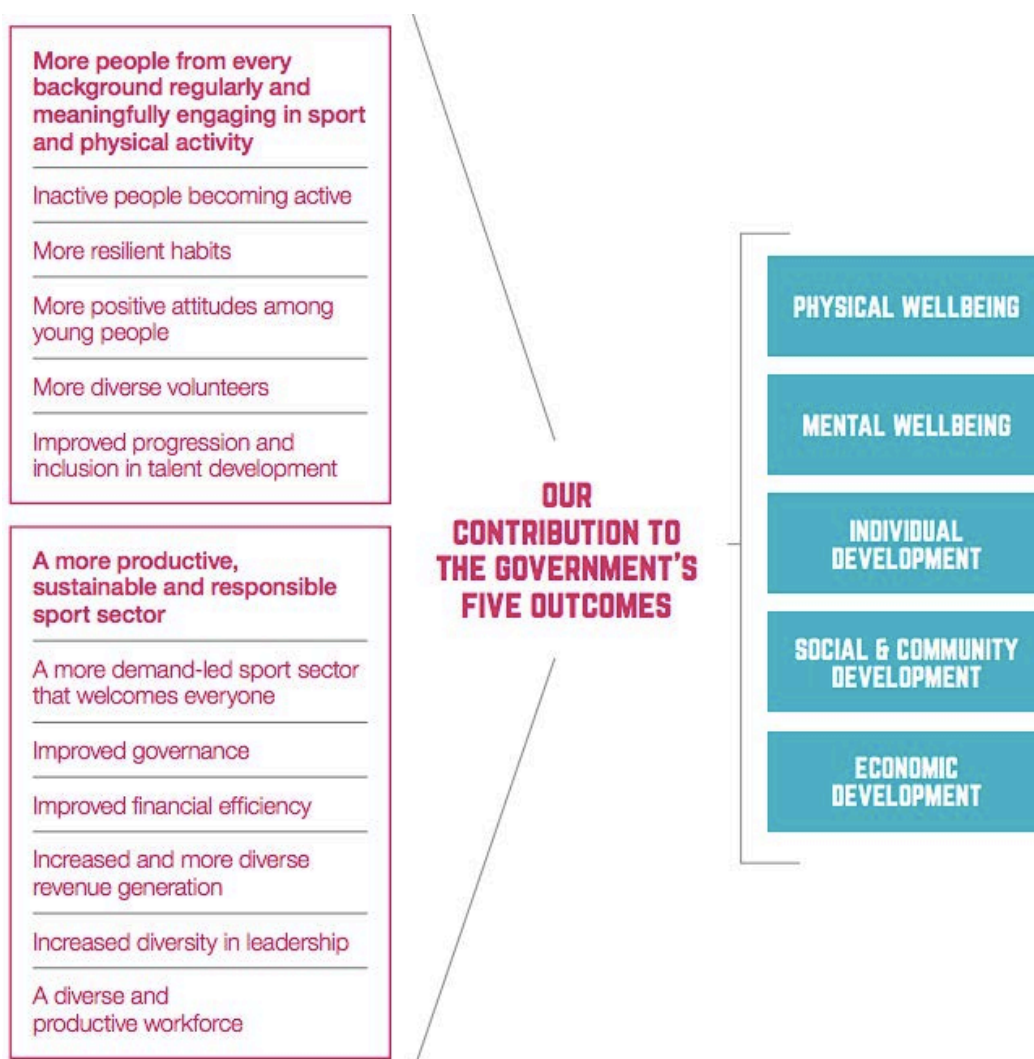 More people from every
background regularly and
meaningfully engaging in sport
and physical activity
Inactive people becoming active
More resilient habits
More positive attitudes among
young people
More diverse volunteers
Improved progression and
inclusion in talent development
A more productive,
sustainable and responsible
sport sector
A more demand-led sport sector
that welcomes everyone
Improved governance
Improved financial efficiency
Increased and more diverse
revenue generation
Increased diversity in leadership
A diverse and
productive workforce
OUR
CONTRIBUTION TO
THE GOVERNMENT'S
FIVE OUTCOMES
PHYSICAL WELLBEING
MENTAL WELLBEING
INDIVIDUAL
DEVELOPMENT
SOCIAL & COMMUNITY
DEVELOPMENT
ECONOMIC
DEVELOPMENT